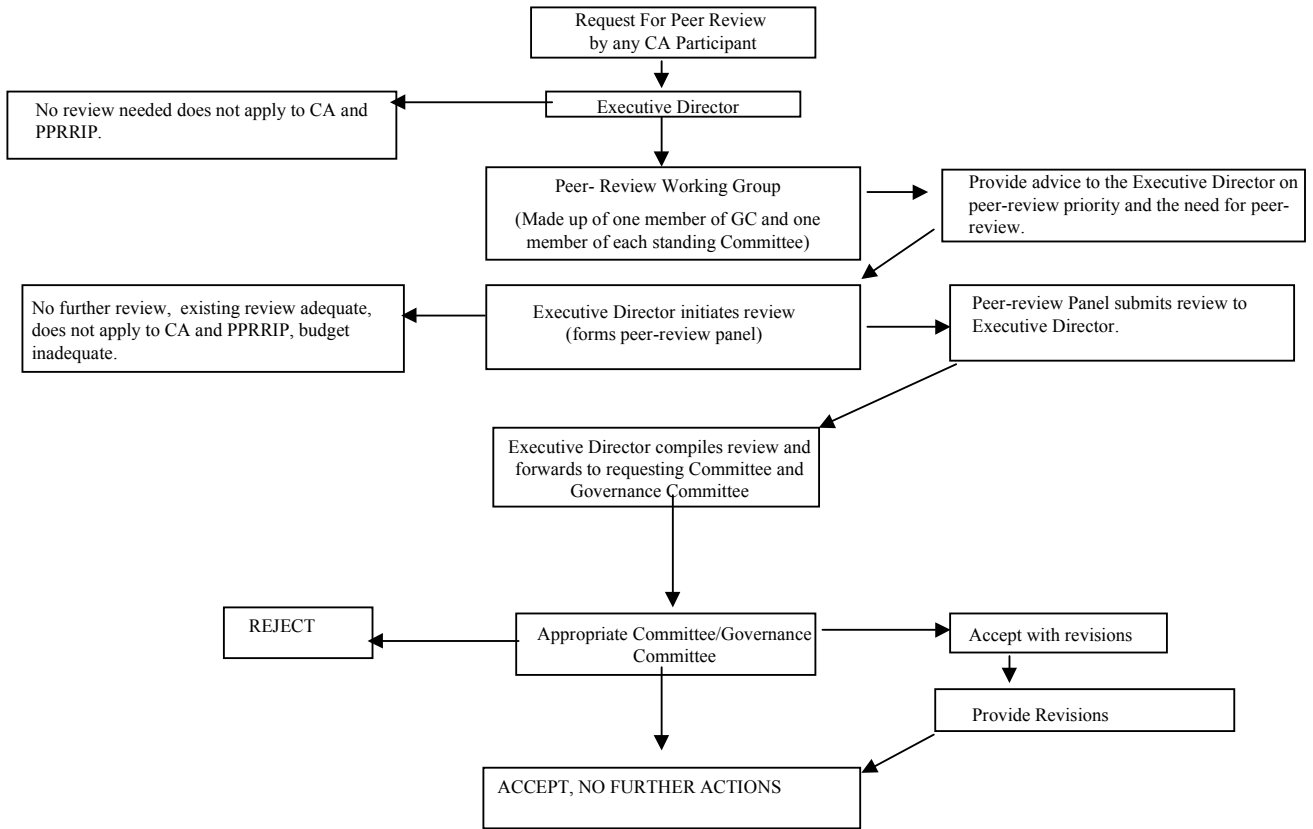 Request For Peer Review
by any CA Participant
No review needed does not apply to CA and
PPRRIP.
Executive Director
Peer- Review Working Group
(Made up of one member of GC and one
member of each standing Committee)
Provide advice to the Executive Director on
peer-review priority and the need for peer-
review.
No further review, existing review adequate,
does not apply to CA and PPRRIP, budget
inadequate.
Executive Director initiates review
(forms peer-review panel)
Peer-review Panel submits review to
Executive Director.
Executive Director compiles review and
forwards to requesting Committee and
Governance Committee
REJECT
Appropriate Committee/Governance
Committee
Accept with revisions
Provide Revisions
ACCEPT, NO FURTHER ACTIONS